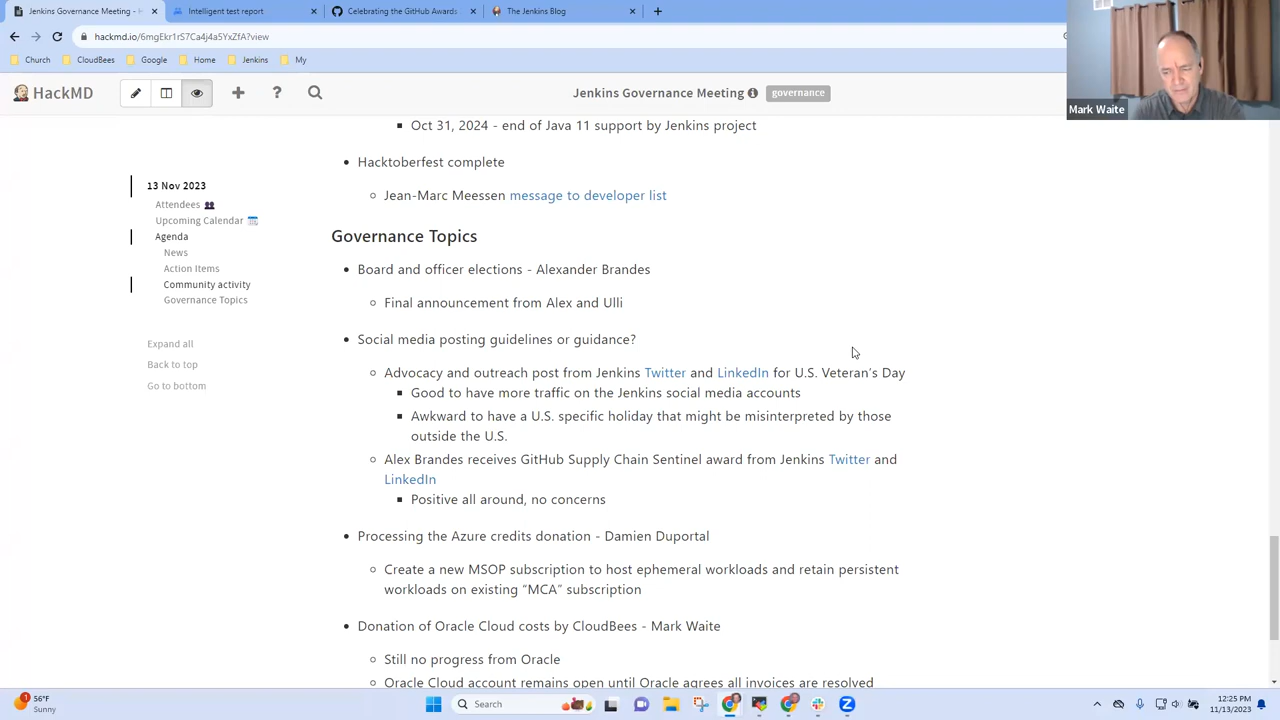 Jenkins Governance Meeting -
Intelligent test report
Celebrating the GitHub Awards
The Jenkins Blog
hackmd.io/6mgEkr1rS7Ca4j4a5YxZfA?view
Church
CloudBees
Google
Home
Jenkins
My
HackMD
Jenkins Governance Meeting
governance
Mark Waite
13 Nov 2023
Attendees
Upcoming Calendar
Agenda
News
Action Items
Community activity
Governance Topics
Expand all
Back to top
Go to bottom
Oct 31, 2024 - end of Java 11 support by Jenkins project
Hacktoberfest complete
Jean-Marc Meessen message to developer list
Governance Topics
Board and officer elections - Alexander Brandes
Final announcement from Alex and Ulli
Social media posting guidelines or guidance?
Advocacy and outreach post from Jenkins Twitter and LinkedIn for U.S. Veteran's Day
Good to have more traffic on the Jenkins social media accounts
Awkward to have a U.S. specific holiday that might be misinterpreted by those
outside the U.S.
Alex Brandes receives GitHub Supply Chain Sentinel award from Jenkins Twitter and
LinkedIn
Positive all around, no concerns
Processing the Azure credits donation - Damien Duportal
Create a new MSOP subscription to host ephemeral workloads and retain persistent
workloads on existing “MCA” subscription
Donation of Oracle Cloud costs by CloudBees - Mark Waite
Still no progress from Oracle
Oracle Cloud account remains open until Oracle agrees all invoices are resolved
1
56°F
Sunny
Search
12:25 PM
11/13/2023